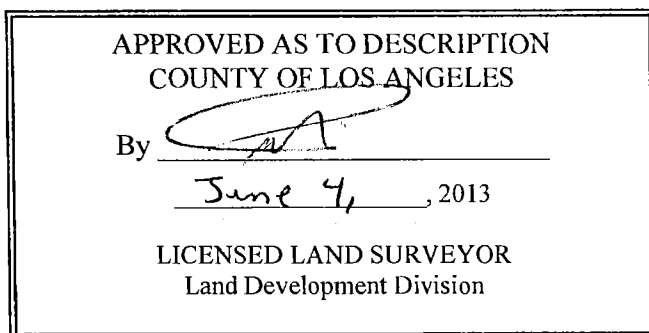 APPROVED AS TO DESCRIPTION
COUNTY OF LOS ANGELES
By
June 4, , 2013
LICENSED LAND SURVEYOR
Land Development Division